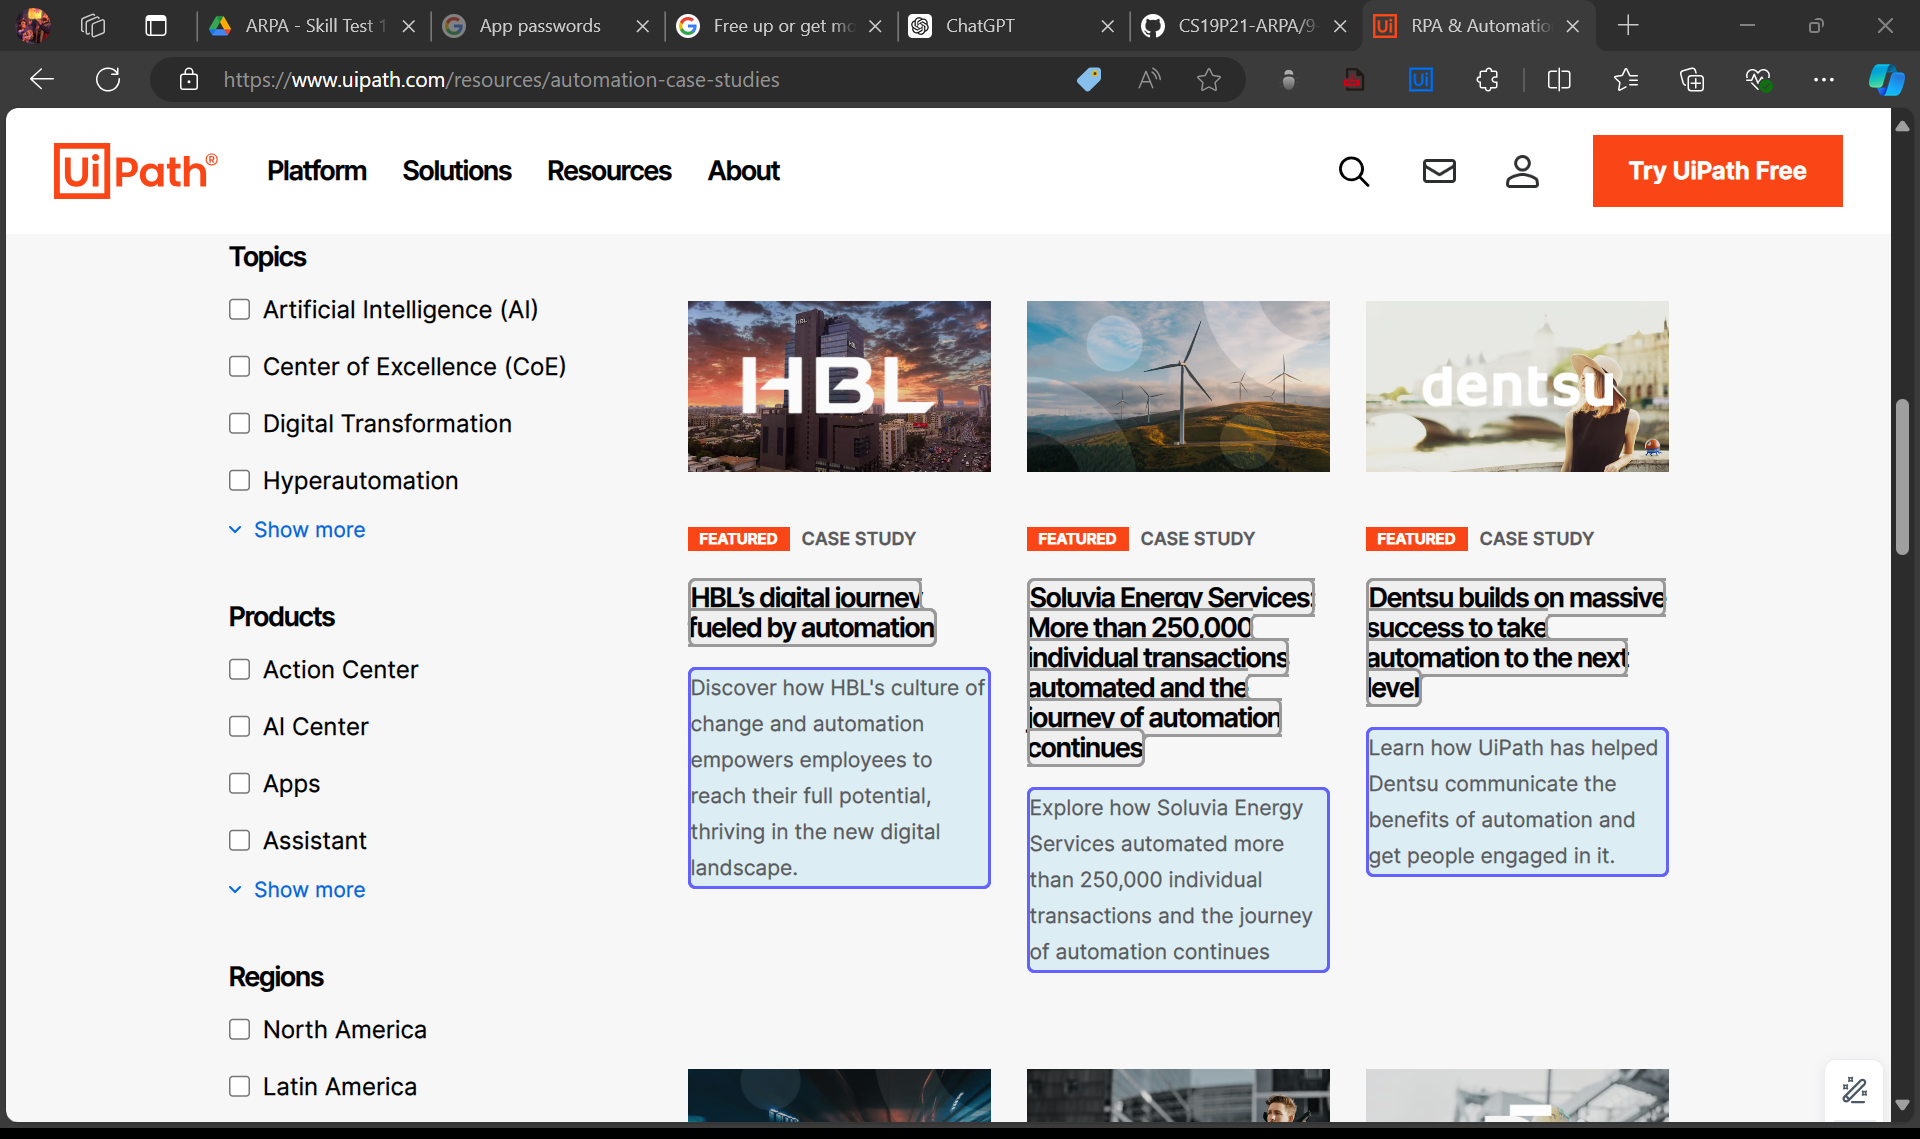 ARPA - Skill Test 1
App passwords
Free up or get mo
ChatGPT
CS19P21-ARPA/9-
RPA & Automatio
https://www.uipath.com/resources/automation-case-studies
UiPath®
Platform
Solutions
Resources
About
Try UiPath Free
Topics
Artificial Intelligence (AI)
Center of Excellence (CoE)
Digital Transformation
Hyperautomation
Show more
Products
Action Center
AI Center
Apps
Assistant
Show more
Regions
North America
Latin America
HBL
HBL
FEATURED CASE STUDY
HBL’s digital journey
fueled by automation
Discover how HBL's culture of
change and automation
empowers employees to
reach their full potential,
thriving in the new digital
landscape.
FEATURED CASE STUDY
Soluvia Energy Services:
More than 250,000
individual transactions
automated and the
journey of automation
continues
Explore how Soluvia Energy
Services automated more
than 250,000 individual
transactions and the journey
of automation continues
dentsu
FEATURED CASE STUDY
Dentsu builds on massive
success to take
automation to the next
level
Learn how UiPath has helped
Dentsu communicate the
benefits of automation and
get people engaged in it.